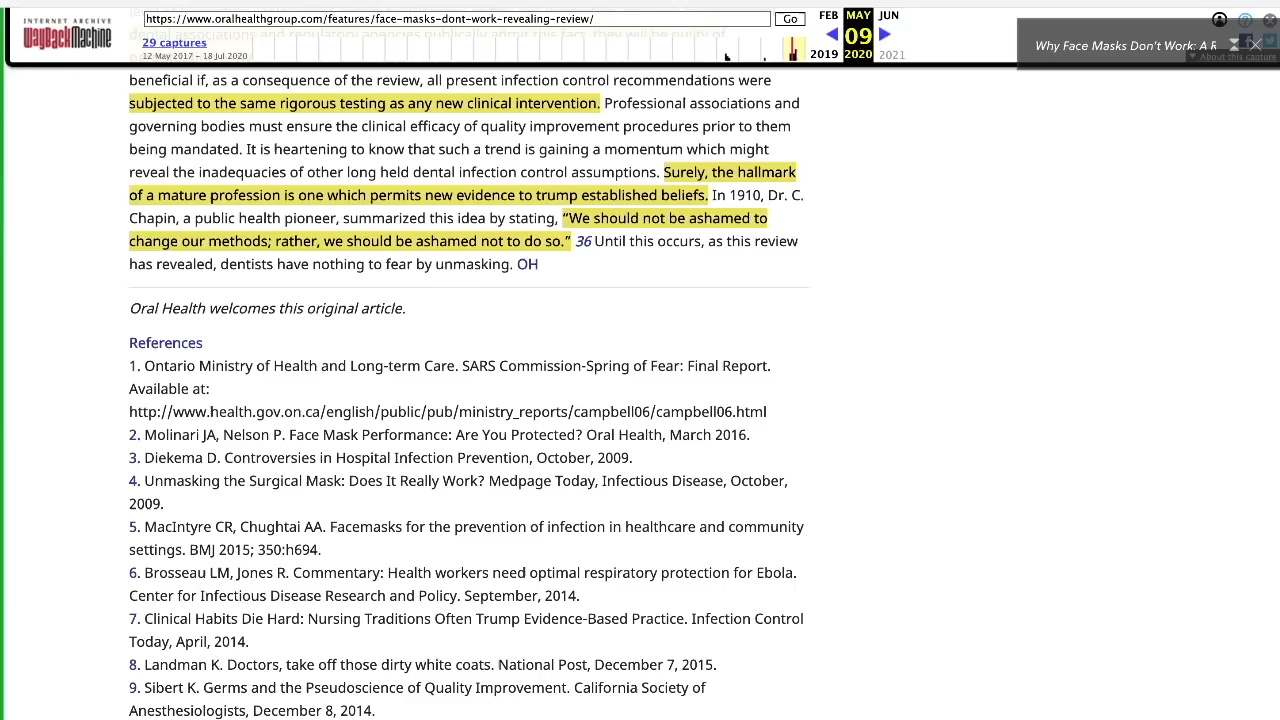 INTERNET ARCHIVE
WayBackMachine
https://www.oralhealthgroup.com/features/face-masks-dont-work-revealing-review/
Go
FEB MAY JUN
09
2019 2020 2021
29 captures
12 May 2017 – 18 Jul 2020
Why Face Masks Don't Work: A R
About this capture
beneficial if, as a consequence of the review, all present infection control recommendations were
subjected to the same rigorous testing as any new clinical intervention. Professional associations and
governing bodies must ensure the clinical efficacy of quality improvement procedures prior to them
being mandated. It is heartening to know that such a trend is gaining a momentum which might
reveal the inadequacies of other long held dental infection control assumptions. Surely, the hallmark
of a mature profession is one which permits new evidence to trump established beliefs. In 1910, Dr. C.
Chapin, a public health pioneer, summarized this idea by stating, “We should not be ashamed to
change our methods; rather, we should be ashamed not to do so.” 36 Until this occurs, as this review
has revealed, dentists have nothing to fear by unmasking. OH
Oral Health welcomes this original article.
References
1. Ontario Ministry of Health and Long-term Care. SARS Commission-Spring of Fear: Final Report.
Available at:
http://www.health.gov.on.ca/english/public/pub/ministry_reports/campbell06/campbell06.html
2. Molinari JA, Nelson P. Face Mask Performance: Are You Protected? Oral Health, March 2016.
3. Diekema D. Controversies in Hospital Infection Prevention, October, 2009.
4. Unmasking the Surgical Mask: Does It Really Work? Medpage Today, Infectious Disease, October,
2009.
5. MacIntyre CR, Chughtai AA. Facemasks for the prevention of infection in healthcare and community
settings. BMJ 2015; 350:h694.
6. Brosseau LM, Jones R. Commentary: Health workers need optimal respiratory protection for Ebola.
Center for Infectious Disease Research and Policy. September, 2014.
7. Clinical Habits Die Hard: Nursing Traditions Often Trump Evidence-Based Practice. Infection Control
Today, April, 2014.
8. Landman K. Doctors, take off those dirty white coats. National Post, December 7, 2015.
9. Sibert K. Germs and the Pseudoscience of Quality Improvement. California Society of
Anesthesiologists, December 8, 2014.